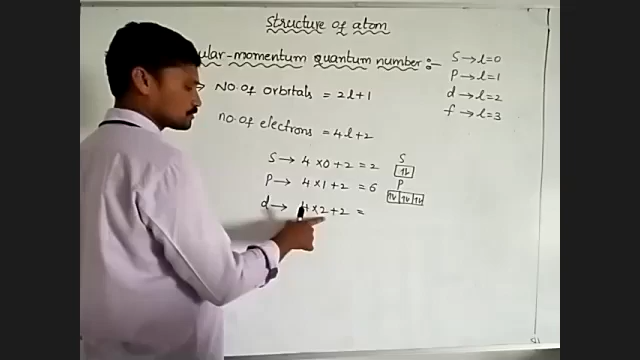 Structure of atom
ular-momentum quantum number:-
S → l=0
P → l=1
d → l=2
f → l=3
→ No. of orbitals = 2l+1
no. of electrons = 4l+2
S → 4×0+2 = 2
S
1↿⇂
P → 4×1+2 = 6
P
↿⇂ ↿⇂ ↿⇂
d → 4×2+2 =